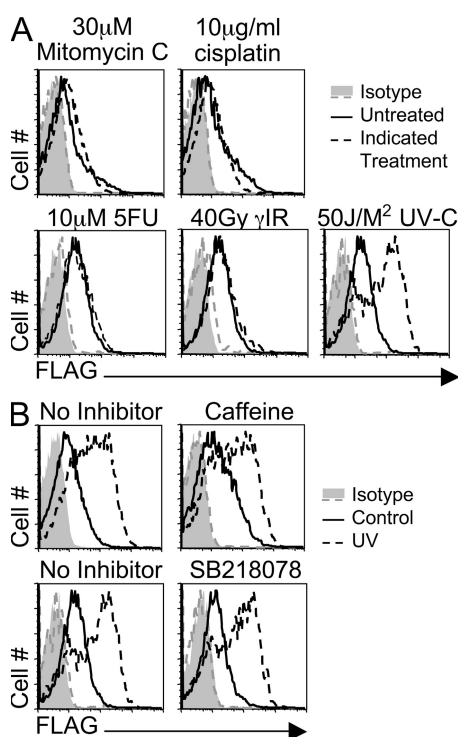 A
30μM
Mitomycin C
10μg/ml
cisplatin
Isotype
Untreated
Indicated
Treatment
Cell #
10μM 5FU
40Gy γIR
50J/M² UV-C
Cell #
FLAG
B
No Inhibitor
Caffeine
Isotype
Control
UV
Cell #
No Inhibitor
SB218078
Cell #
FLAG